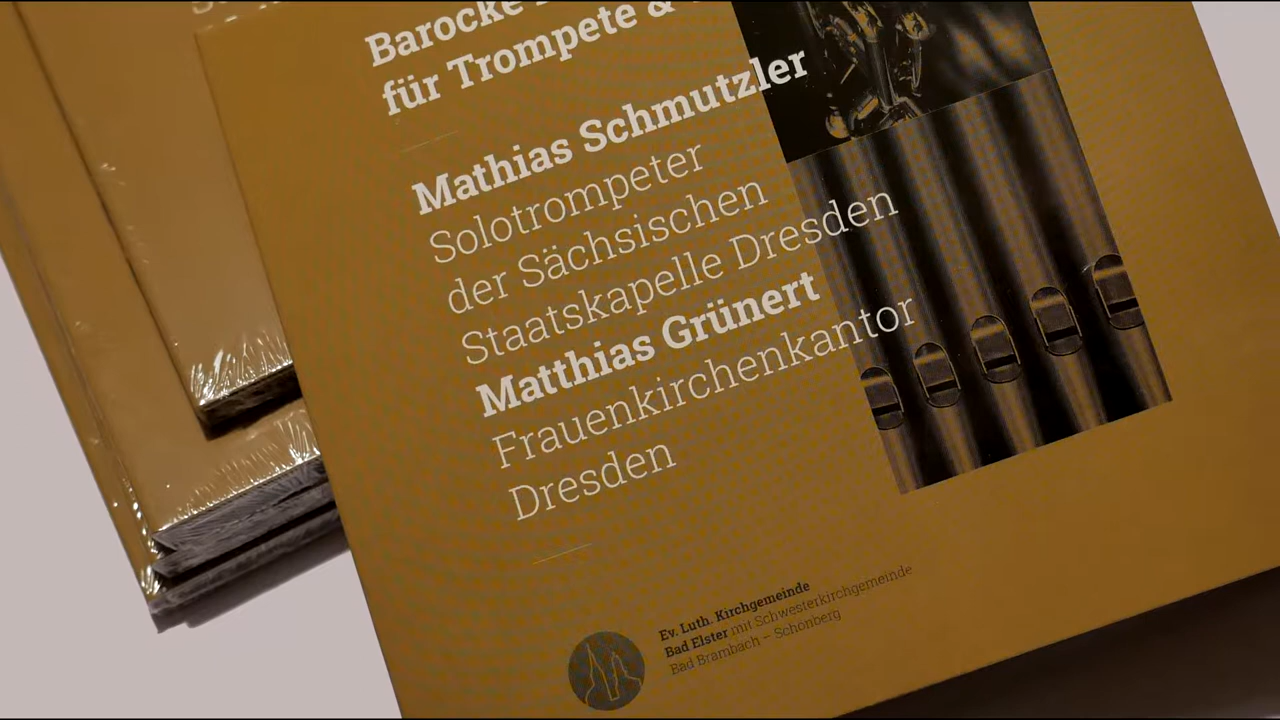 Barocke
für Trompete &
Mathias Schmutzler
Solotrompeter
der Sächsischen
Staatskapelle Dresden
Matthias Grünert
Frauenkirchenkantor
Dresden
Ev. Luth. Kirchgemeinde
Bad Elster mit Schwesterkirchgemeinde
Bad Brambach – Schönberg